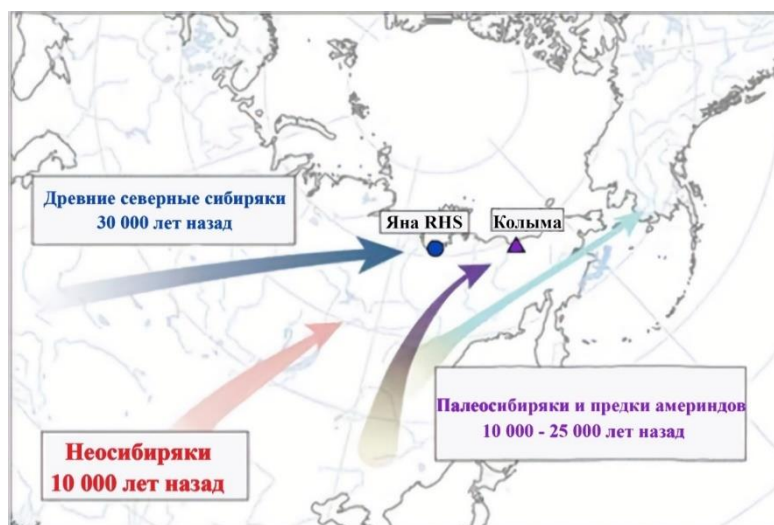 Древние северные сибиряки
30 000 лет назад
Яна RHS
Колыма
Палеосибиряки и предки америндов
10 000 - 25 000 лет назад
Неосибиряки
10 000 лет назад